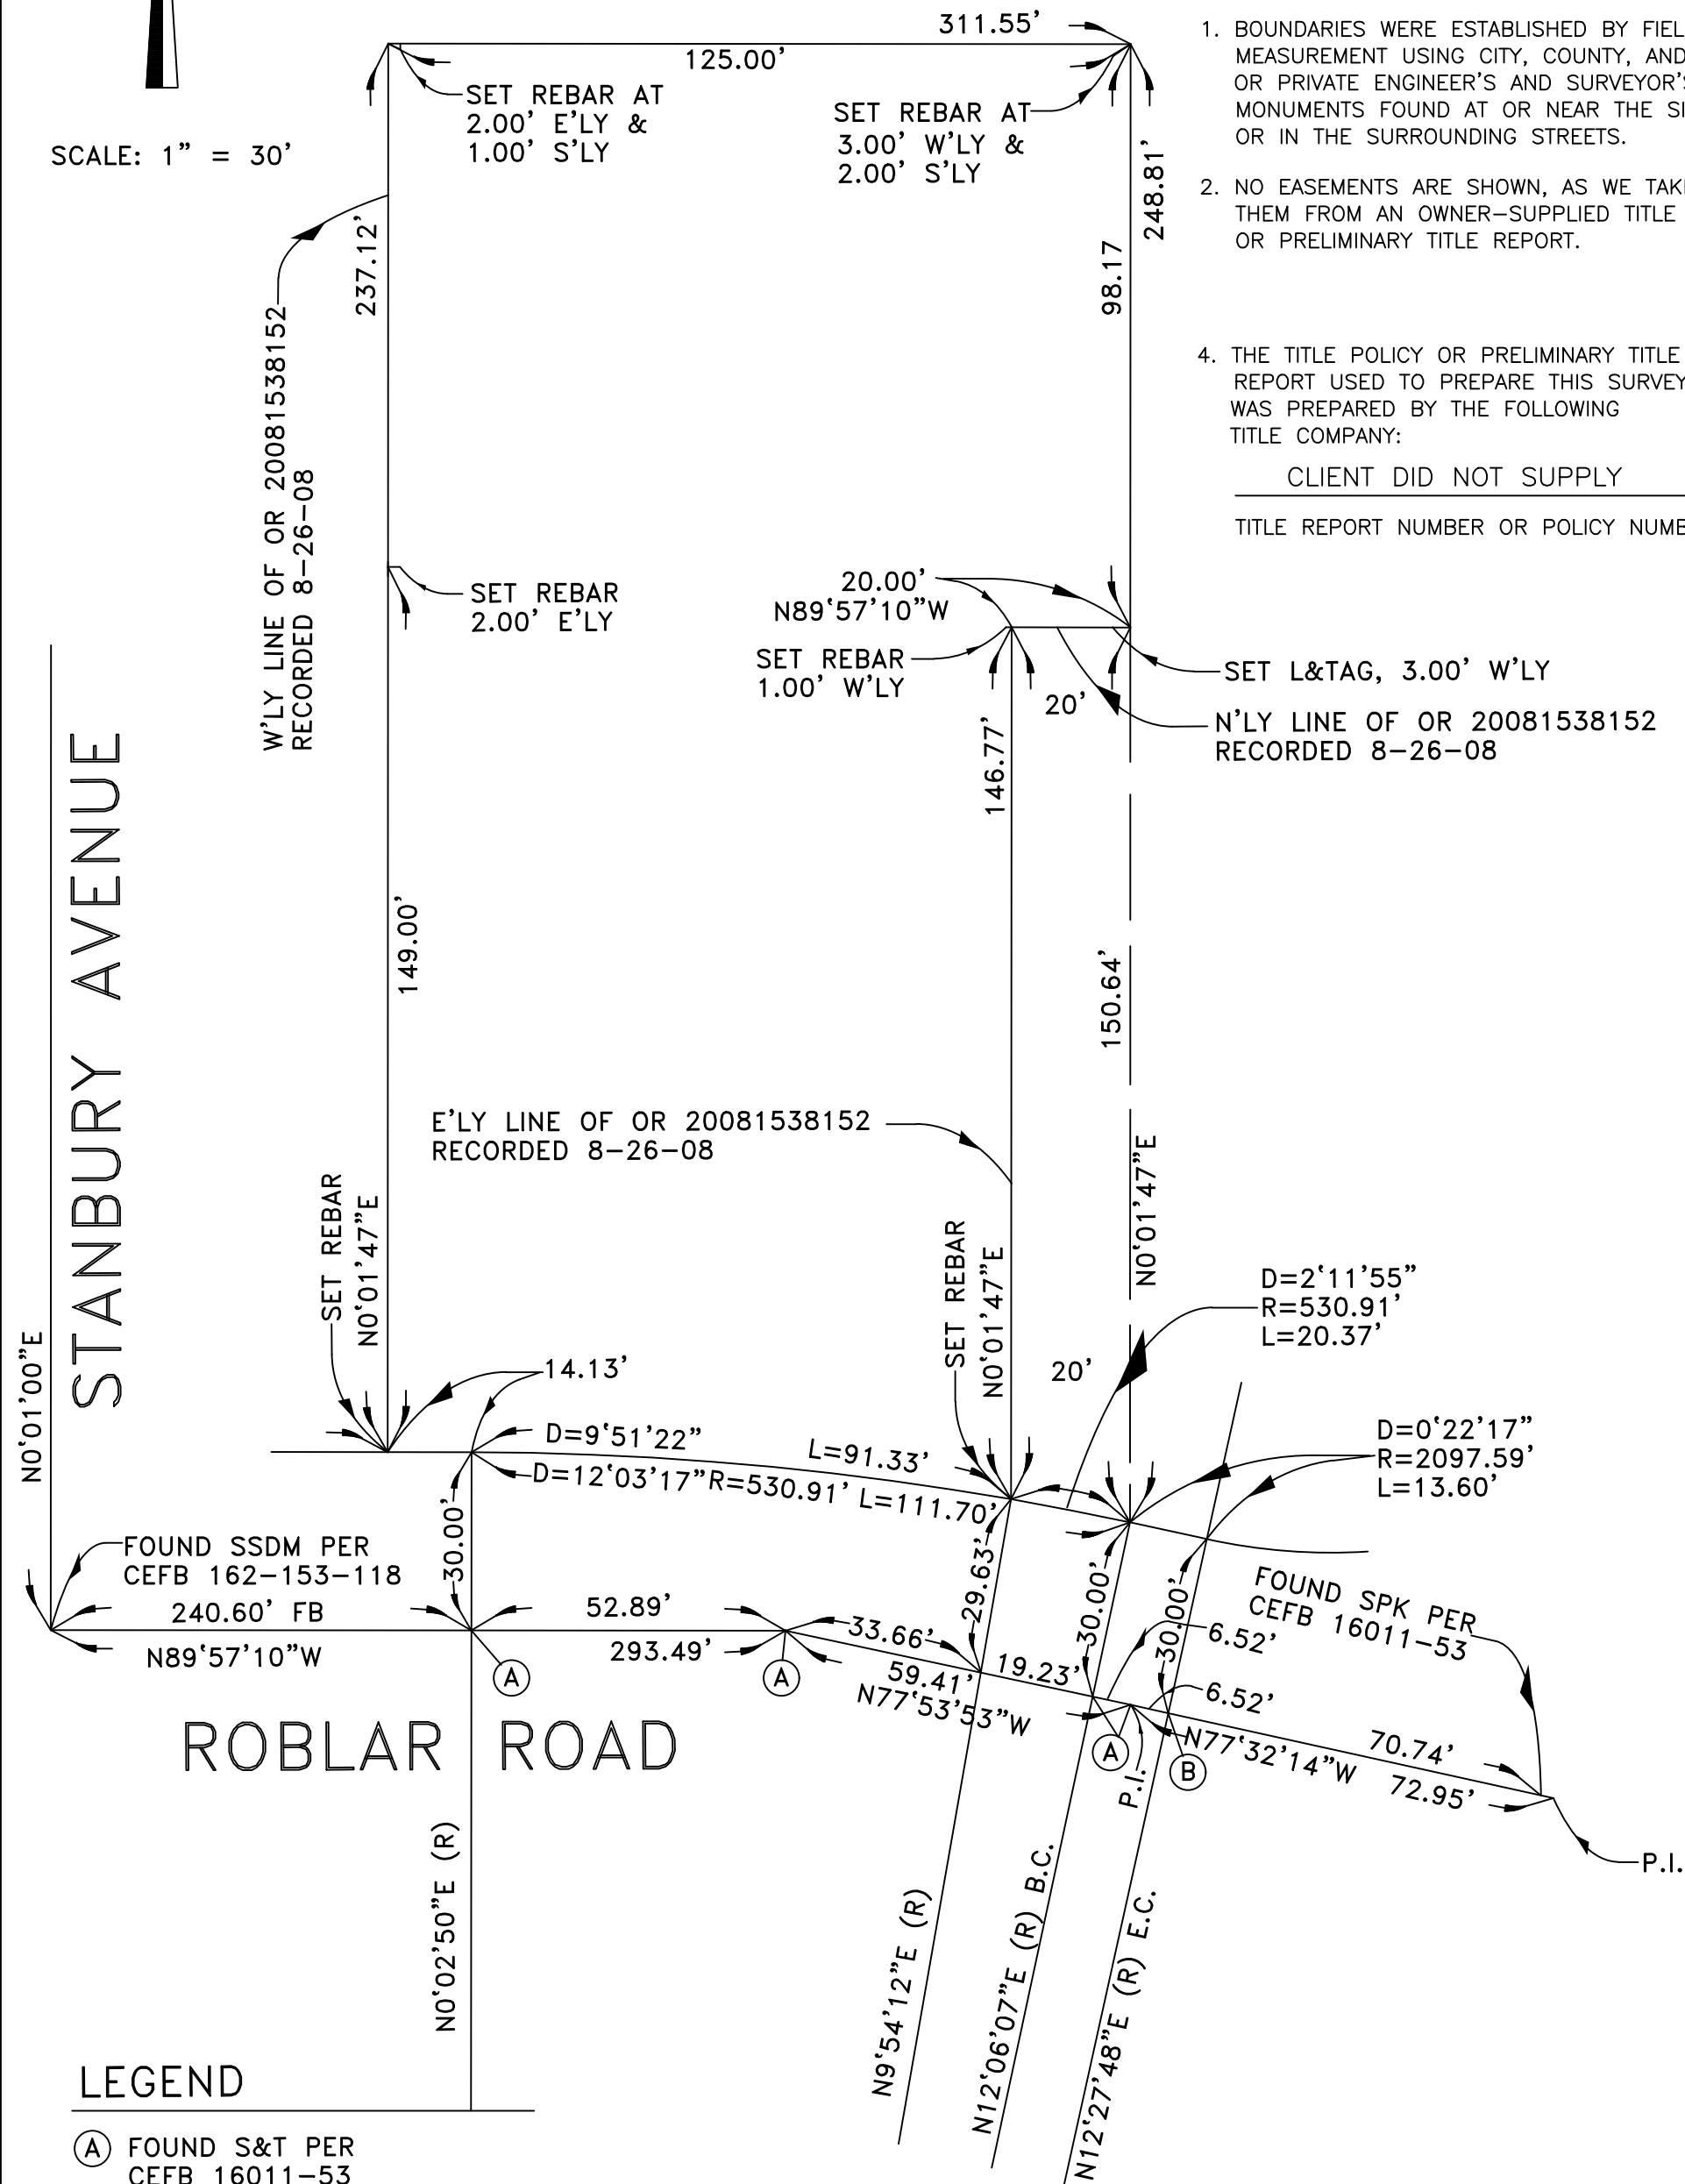 311.55'
125.00'
SET REBAR AT
2.00' E'LY &
1.00' S'LY
SET REBAR AT
3.00' W'LY &
2.00' S'LY
SCALE: 1" = 30'
237.12'
248.81'
98.17
1. BOUNDARIES WERE ESTABLISHED BY FIEL
MEASUREMENT USING CITY, COUNTY, AND
OR PRIVATE ENGINEER'S AND SURVEYOR'S
MONUMENTS FOUND AT OR NEAR THE SI
OR IN THE SURROUNDING STREETS.
2. NO EASEMENTS ARE SHOWN, AS WE TAK
THEM FROM AN OWNER-SUPPLIED TITLE
OR PRELIMINARY TITLE REPORT.
4. THE TITLE POLICY OR PRELIMINARY TITLE
REPORT USED TO PREPARE THIS SURVEY
WAS PREPARED BY THE FOLLOWING
TITLE COMPANY:
CLIENT DID NOT SUPPLY
TITLE REPORT NUMBER OR POLICY NUMB
W'LY LINE OF OR 20081538152
RECORDED 8-26-08
SET REBAR
2.00' E'LY
20.00'
N89°57'10"W
SET REBAR
1.00' W'LY
SET L&TAG, 3.00' W'LY
20'
N'LY LINE OF OR 20081538152
RECORDED 8-26-08
146.77'
149.00'
150.64'
STANBURY AVENUE
E'LY LINE OF OR 20081538152
RECORDED 8-26-08
SET REBAR
N0°01'47"E
SET REBAR
N0°01'47"E
N0°01'47"E
N0°01'00"E
D=2°11'55"
R=530.91'
L=20.37'
20'
14.13'
D=9°51'22"
L=91.33'
D=12°03'17" R=530.91' L=111.70'
D=0°22'17"
R=2097.59'
L=13.60'
FOUND SSDM PER
CEFB 162-153-118
30.00'
29.63'
30.00'
30.00'
FOUND SPK PER
CEFB 16011-53
240.60' FB
52.89'
33.66'
6.52'
N89°57'10"W
293.49'
59.41'
19.23'
N77°53'53"W
6.52'
A
A
A
B
P.I.
N77°32'14"W
70.74'
72.95'
P.I.
ROBLAR ROAD
N0°02'50"E (R)
N9°54'12"E (R)
N12°06'07"E (R) B.C.
N12°27'48"E (R) E.C.
LEGEND
A FOUND S&T PER
CEFB 16011-53